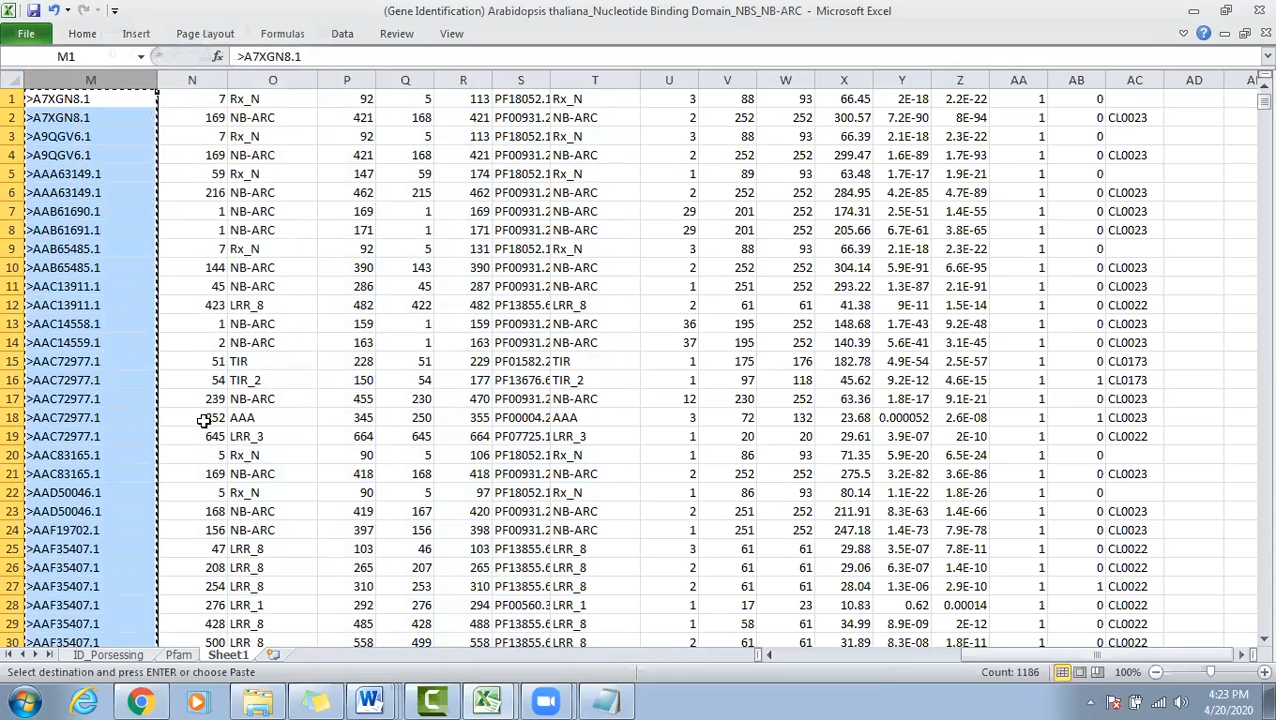 (Gene Identification) Arabidopsis thaliana_Nucleotide Binding Domain_NBS_NB-ARC - Microsoft Excel
File Home Insert Page Layout Formulas Data Review View
M1 fx >A7XGN8.1
M N O P Q R S T U V W X Y Z AA AB AC AD
1 >A7XGN8.1 7 Rx_N 92 5 113 PF18052.1 Rx_N 3 88 93 66.45 2E-18 2.2E-22 1 0
2 >A7XGN8.1 169 NB-ARC 421 168 421 PF00931.2 NB-ARC 2 252 252 300.57 7.2E-90 8E-94 1 0 CL0023
3 >A9QGV6.1 7 Rx_N 92 5 113 PF18052.1 Rx_N 3 88 93 66.39 2.1E-18 2.3E-22 1 0
4 >A9QGV6.1 169 NB-ARC 421 168 421 PF00931.2 NB-ARC 2 252 252 299.47 1.6E-89 1.7E-93 1 0 CL0023
5 >AAA63149.1 59 Rx_N 147 59 174 PF18052.1 Rx_N 1 89 93 63.48 1.7E-17 1.9E-21 1 0
6 >AAA63149.1 216 NB-ARC 462 215 462 PF00931.2 NB-ARC 2 252 252 284.95 4.2E-85 4.7E-89 1 0 CL0023
7 >AAB61690.1 1 NB-ARC 169 1 169 PF00931.2 NB-ARC 29 201 252 174.31 2.5E-51 1.4E-55 1 0 CL0023
8 >AAB61691.1 1 NB-ARC 171 1 171 PF00931.2 NB-ARC 29 201 252 205.66 6.7E-61 3.8E-65 1 0 CL0023
9 >AAB65485.1 7 Rx_N 92 5 131 PF18052.1 Rx_N 3 88 93 66.39 2.1E-18 2.3E-22 1 0
10 >AAB65485.1 144 NB-ARC 390 143 390 PF00931.2 NB-ARC 2 252 252 304.14 5.9E-91 6.6E-95 1 0 CL0023
11 >AAC13911.1 45 NB-ARC 286 45 287 PF00931.2 NB-ARC 1 251 252 293.22 1.3E-87 2.1E-91 1 0 CL0023
12 >AAC13911.1 423 LRR_8 482 422 482 PF13855.6 LRR_8 2 61 61 41.38 9E-11 1.5E-14 1 0 CL0022
13 >AAC14558.1 1 NB-ARC 159 1 159 PF00931.2 NB-ARC 36 195 252 148.68 1.7E-43 9.2E-48 1 0 CL0023
14 >AAC14559.1 2 NB-ARC 163 1 163 PF00931.2 NB-ARC 37 195 252 140.39 5.6E-41 3.1E-45 1 0 CL0023
15 >AAC72977.1 51 TIR 228 51 229 PF01582.2 TIR 1 175 176 182.78 4.9E-54 2.5E-57 1 0 CL0173
16 >AAC72977.1 54 TIR_2 150 54 177 PF13676.6 TIR_2 1 97 118 45.62 9.2E-12 4.6E-15 1 0 CL0173
17 >AAC72977.1 239 NB-ARC 455 230 470 PF00931.2 NB-ARC 12 230 252 63.36 1.8E-17 9.1E-21 1 0 CL0023
18 >AAC72977.1 252 AAA 345 250 355 PF00004.2 AAA 3 72 132 23.68 0.000052 2.6E-08 1 0 CL0023
19 >AAC72977.1 645 LRR_3 664 645 664 PF07725.1 LRR_3 1 20 20 29.61 3.9E-07 2E-10 1 0 CL0022
20 >AAC83165.1 5 Rx_N 90 5 106 PF18052.1 Rx_N 1 86 93 71.35 5.9E-20 6.5E-24 1 0
21 >AAC83165.1 169 NB-ARC 418 168 418 PF00931.2 NB-ARC 2 252 252 275.5 3.2E-82 3.6E-86 1 0 CL0023
22 >AAD50046.1 5 Rx_N 90 5 97 PF18052.1 Rx_N 1 86 93 80.14 1.1E-22 1.8E-26 1 0
23 >AAD50046.1 168 NB-ARC 419 167 420 PF00931.2 NB-ARC 1 251 252 211.91 8.3E-63 1.4E-66 1 0 CL0023
24 >AAF19702.1 156 NB-ARC 397 156 398 PF00931.2 NB-ARC 1 251 252 247.18 1.4E-73 7.9E-78 1 0 CL0023
25 >AAF35407.1 47 LRR_8 103 46 103 PF13855.6 LRR_8 3 61 61 29.88 3.5E-07 7.8E-11 1 0 CL0022
26 >AAF35407.1 208 LRR_8 265 207 265 PF13855.6 LRR_8 2 61 61 29.06 6.3E-07 1.4E-10 1 0 CL0022
27 >AAF35407.1 254 LRR_8 310 253 310 PF13855.6 LRR_8 2 61 61 28.04 1.3E-06 2.9E-10 1 1 CL0022
28 >AAF35407.1 276 LRR_1 292 276 294 PF00560.3 LRR_1 1 17 23 10.83 0.62 0.00014 1 0 CL0022
29 >AAF35407.1 428 LRR_8 485 428 488 PF13855.6 LRR_8 1 58 61 34.99 8.9E-09 2E-12 1 0 CL0022
30 >AAF35407.1 500 LRR_8 558 499 558 PF13855.6 LRR_8 2 61 61 31.89 8.3E-08 1.8E-11 1 0 CL0022
ID_Porsessing Pfam Sheet1
Select destination and press ENTER or choose Paste Count: 1186 100%
4:23 PM
4/20/2020